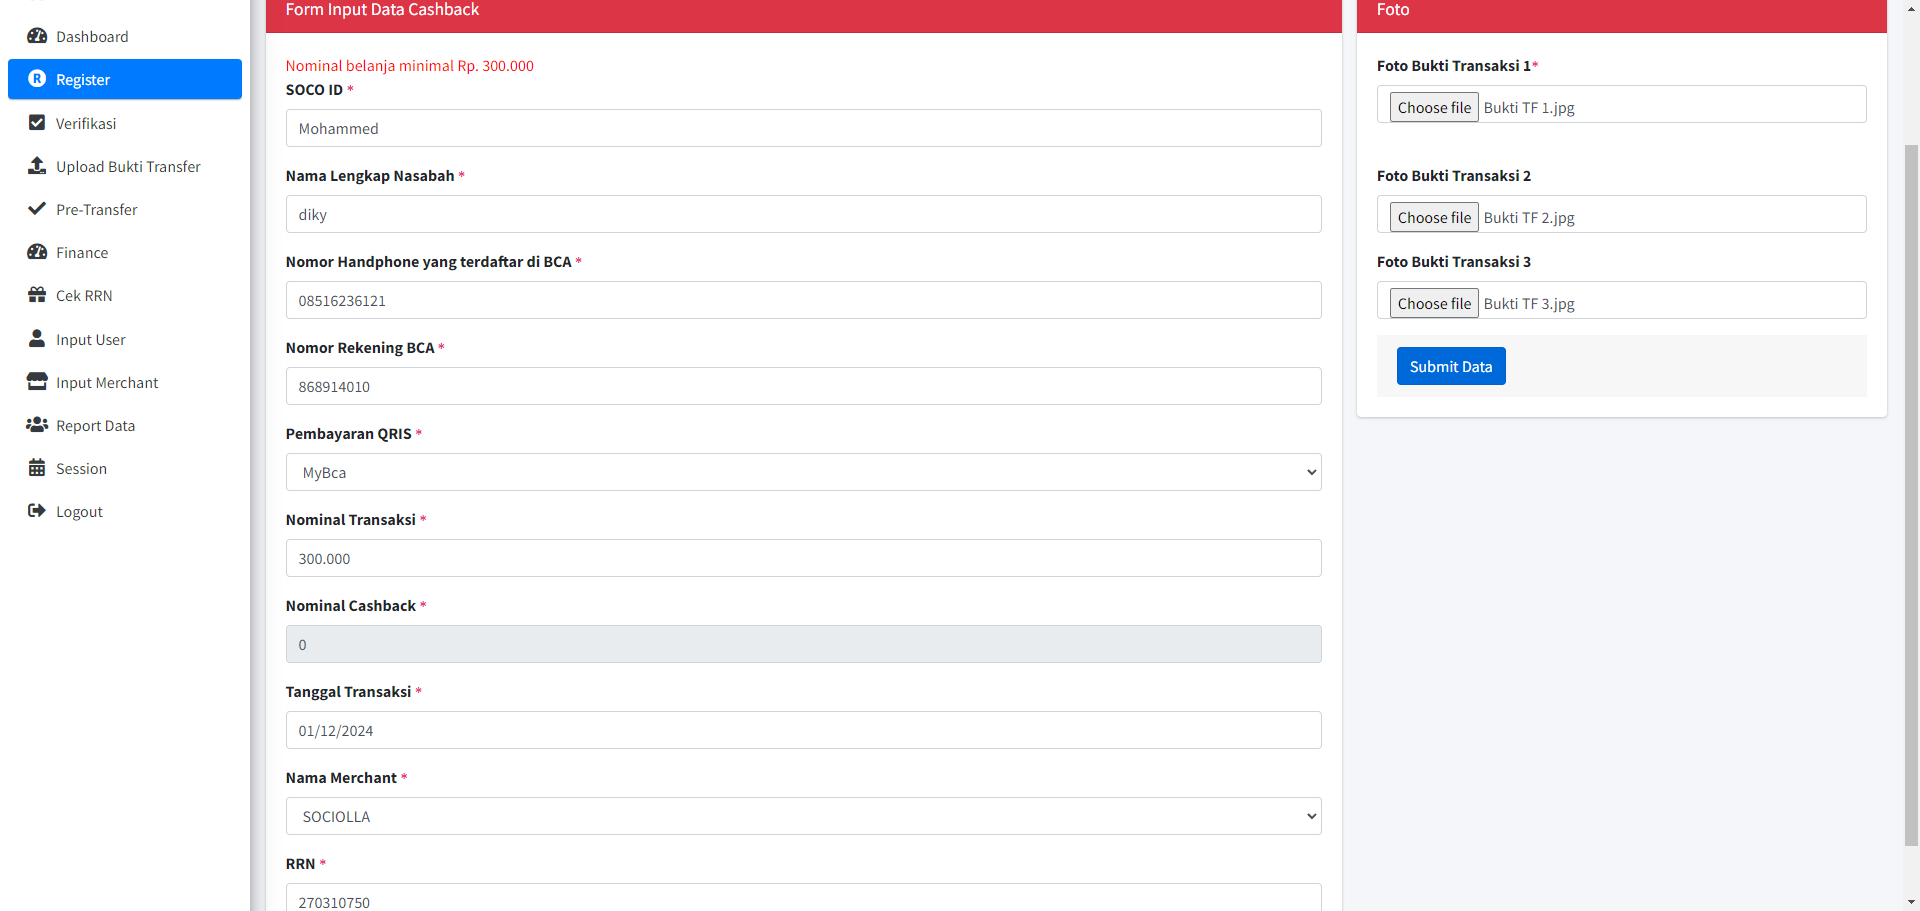 Dashboard
Register
Verifikasi
Upload Bukti Transfer
Pre-Transfer
Finance
Cek RRN
Input User
Input Merchant
Report Data
Session
Logout
Form Input Data Cashback
Nominal belanja minimal Rp. 300.000
SOCO ID *
Mohammed
Nama Lengkap Nasabah *
diky
Nomor Handphone yang terdaftar di BCA *
08516236121
Nomor Rekening BCA *
868914010
Pembayaran QRIS *
MyBca
Nominal Transaksi *
300.000
Nominal Cashback *
0
Tanggal Transaksi *
01/12/2024
Nama Merchant *
SOCIOLLA
RRN *
270310750
Foto
Foto Bukti Transaksi 1*
Choose file Bukti TF 1.jpg
Foto Bukti Transaksi 2
Choose file Bukti TF 2.jpg
Foto Bukti Transaksi 3
Choose file Bukti TF 3.jpg
Submit Data